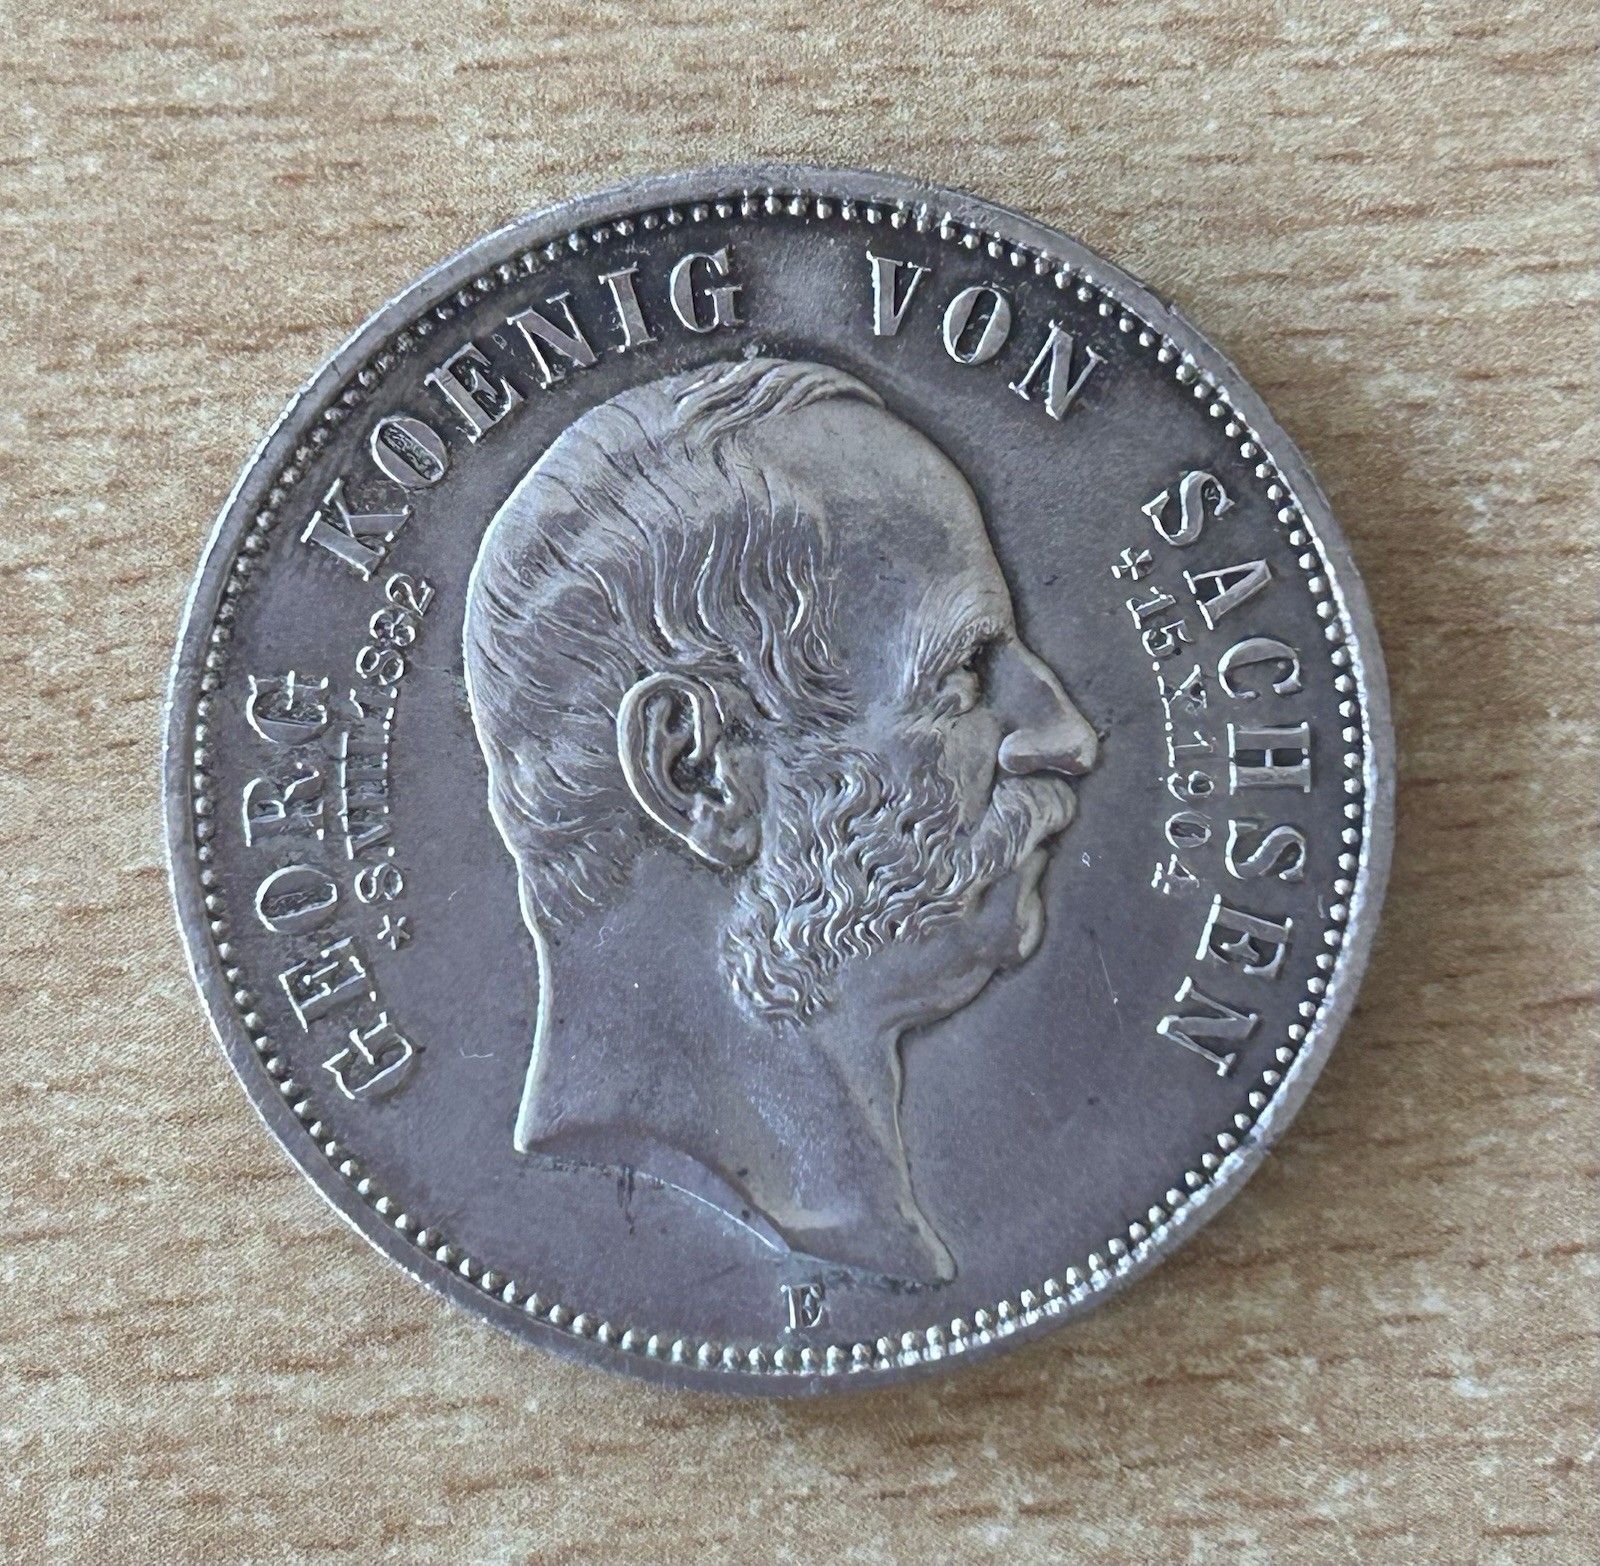 GEORG KOENIG VON SACHSEN
*8.VIII.1832
*15.X.1904
E